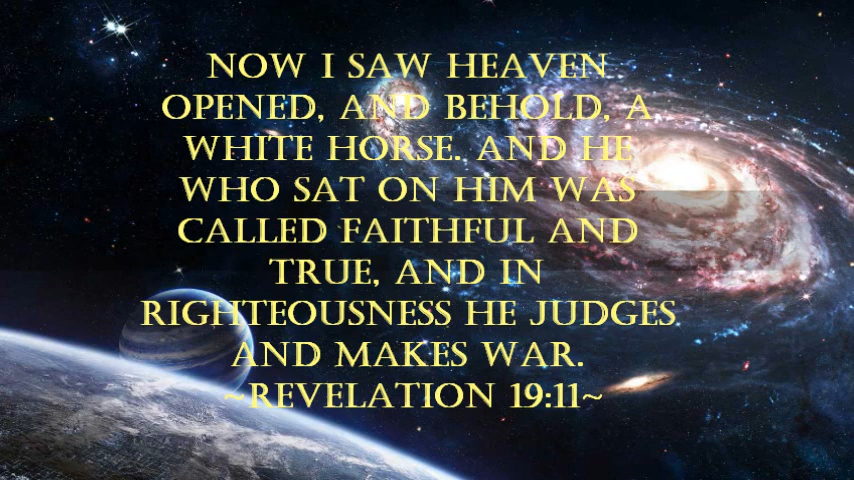 NOW I SAW HEAVEN
OPENED, AND BEHOLD, A
WHITE HORSE. AND HE
WHO SAT ON HIM WAS
CALLED FAITHFUL AND
TRUE, AND IN
RIGHTEOUSNESS HE JUDGES
AND MAKES WAR.
~REVELATION 19:11~